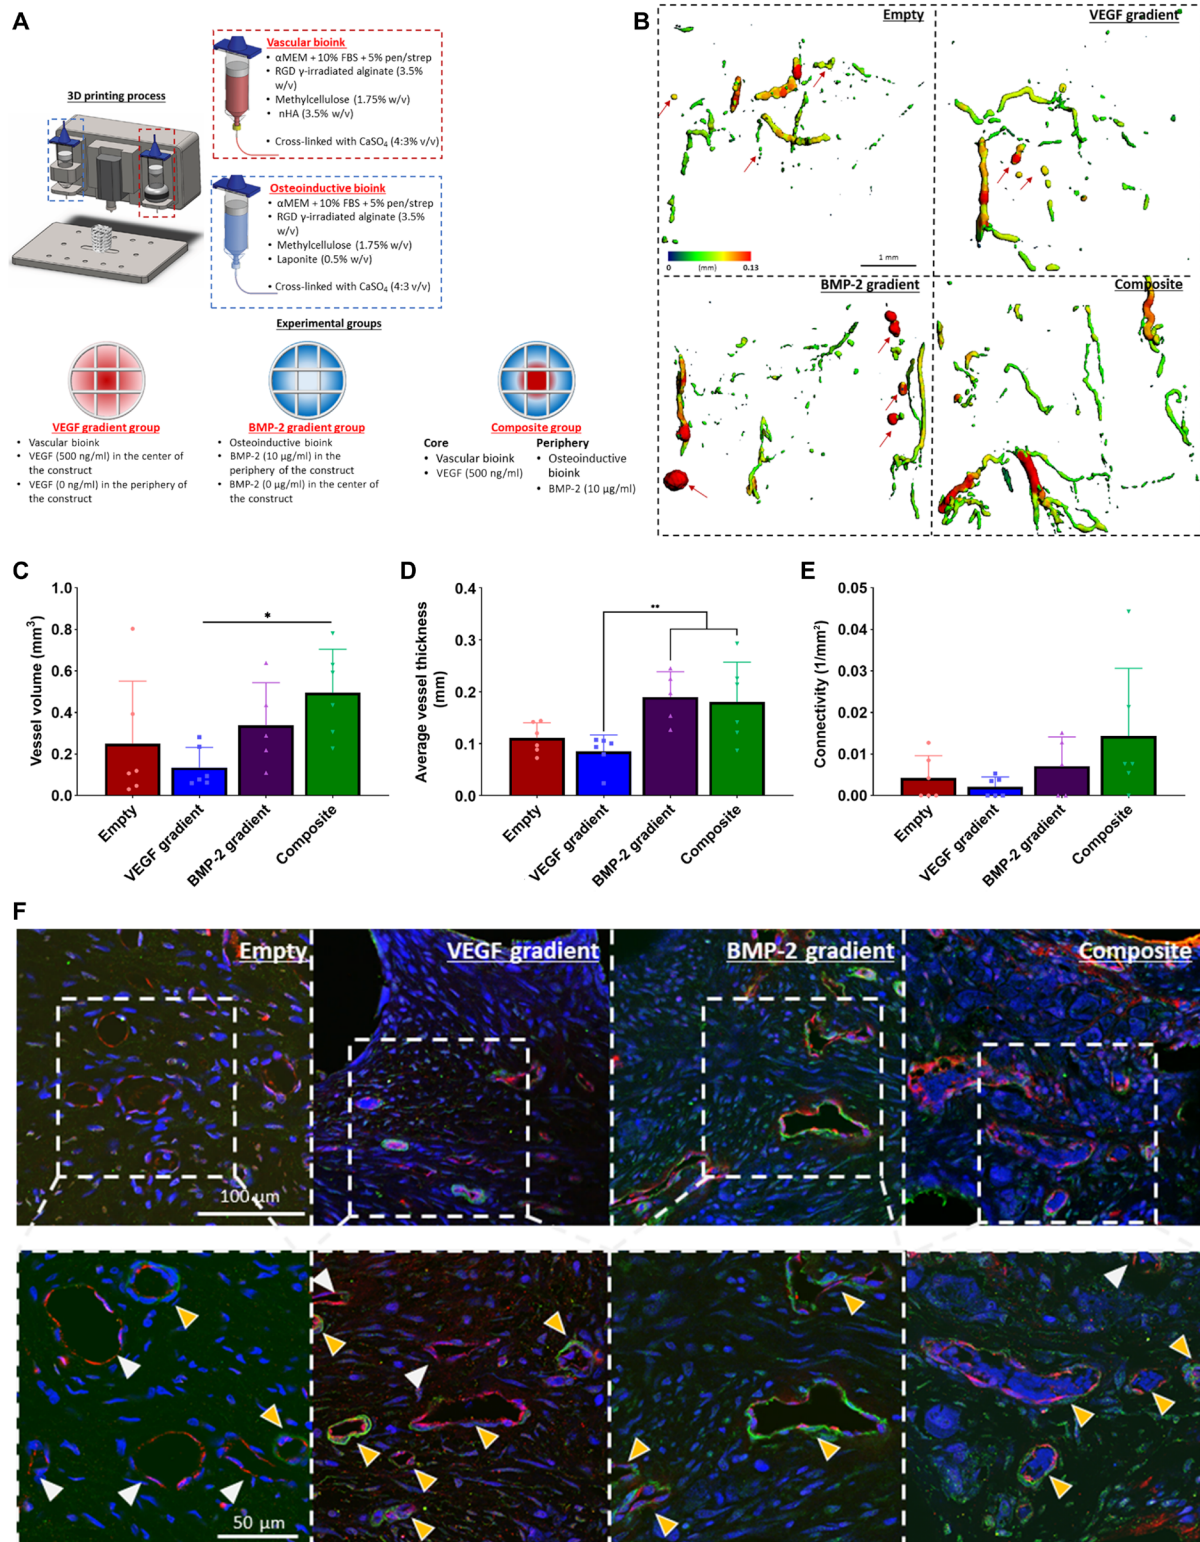 A
3D printing process
Vascular bioink
• αMEM + 10% FBS + 5% pen/strep
• RGD γ-irradiated alginate (3.5%
w/v)
• Methylcellulose (1.75% w/v)
• nHA (3.5% w/v)
• Cross-linked with CaSO4 (4:3% v/v)
Osteoinductive bioink
• αMEM + 10% FBS + 5% pen/strep
• RGD γ-irradiated alginate (3.5%
w/v)
• Methylcellulose (1.75% w/v)
• Laponite (0.5% w/v)
• Cross-linked with CaSO4 (4:3 v/v)
Experimental groups
VEGF gradient group
• Vascular bioink
• VEGF (500 ng/ml) in the center of
the construct
• VEGF (0 ng/ml) in the periphery of
the construct
BMP-2 gradient group
• Osteoinductive bioink
• BMP-2 (10 μg/ml) in the
periphery of the construct
• BMP-2 (0 μg/ml) in the center of
the construct
Composite group
Core
• Vascular bioink
• VEGF (500 ng/ml)
Periphery
• Osteoinductive
bioink
• BMP-2 (10 μg/ml)
B
Empty
VEGF gradient
0 (mm) 0.13
1 mm
BMP-2 gradient
Composite
C
Vessel volume (mm3)
1.0
0.8
0.6
0.4
0.2
0.0
*
Empty
VEGF gradient
BMP-2 gradient
Composite
D
Average vessel thickness
(mm)
0.4
0.3
0.2
0.1
0.0
**
Empty
VEGF gradient
BMP-2 gradient
Composite
E
Connectivity (1/mm2)
0.05
0.04
0.03
0.02
0.01
0.00
Empty
VEGF gradient
BMP-2 gradient
Composite
F
Empty
VEGF gradient
BMP-2 gradient
Composite
100 μm
50 μm